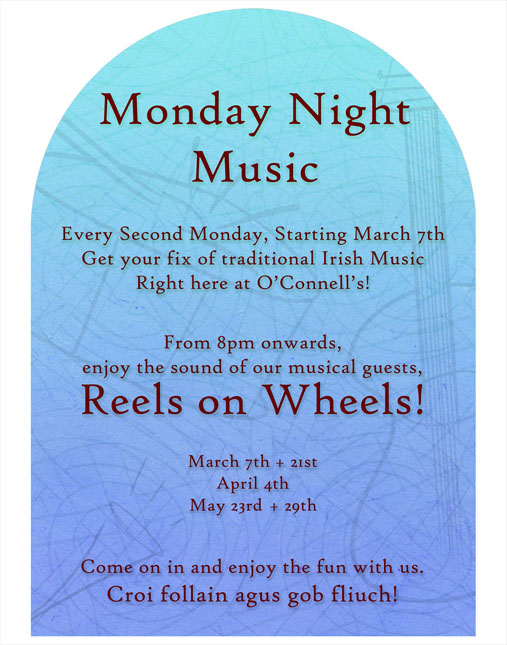 Monday Night
Music
Every Second Monday, Starting March 7th
Get your fix of traditional Irish Music
Right here at O'Connell's!
From 8pm onwards,
enjoy the sound of our musical guests,
Reels on Wheels!
March 7th + 21st
April 4th
May 23rd + 29th
Come on in and enjoy the fun with us.
Croi follain agus gob fliuch!